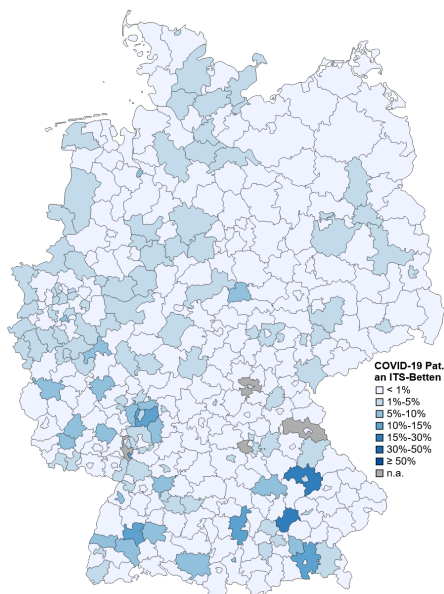 COVID-19 Pat.
an ITS-Betten
< 1%
1%-5%
5%-10%
10%-15%
15%-30%
30%-50%
≥ 50%
n.a.